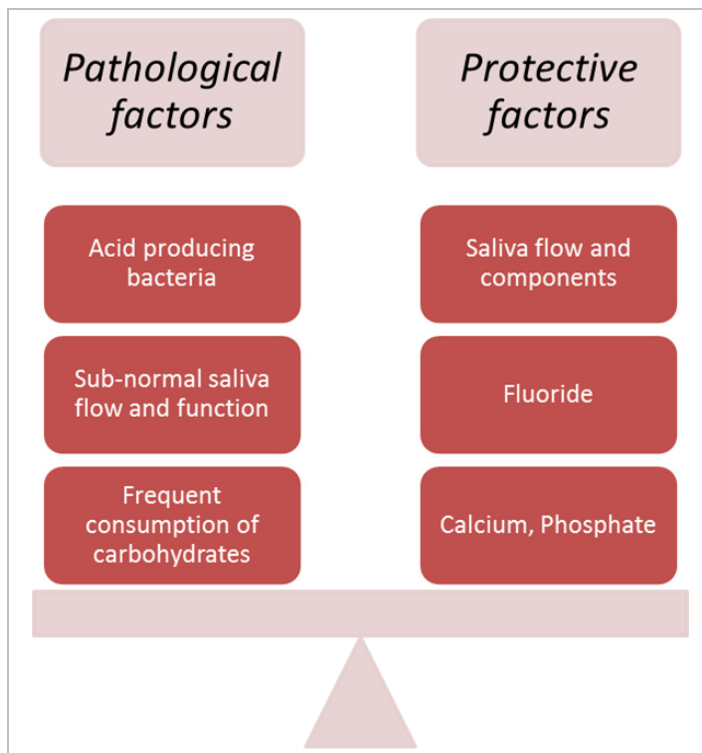 Pathological
factors
Protective
factors
Acid producing
bacteria
Saliva flow and
components
Sub-normal saliva
flow and function
Fluoride
Frequent
consumption of
carbohydrates
Calcium, Phosphate